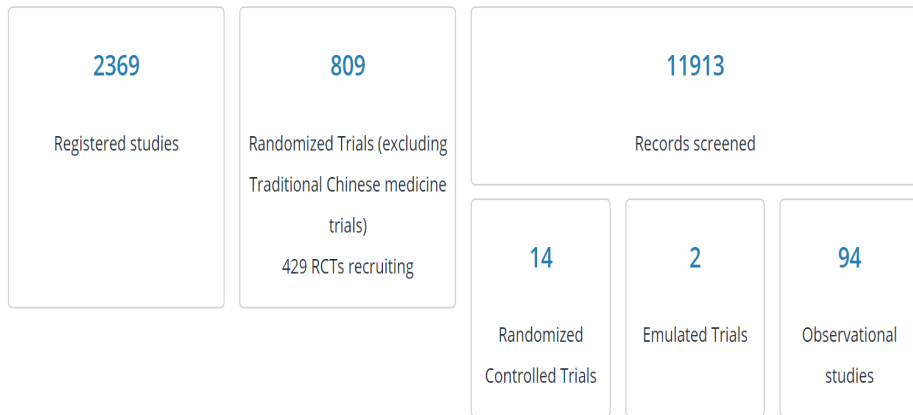 2369
Registered studies
809
Randomized Trials (excluding
Traditional Chinese medicine
trials)
429 RCTs recruiting
11913
Records screened
14
Randomized
Controlled Trials
2
Emulated Trials
94
Observational
studies